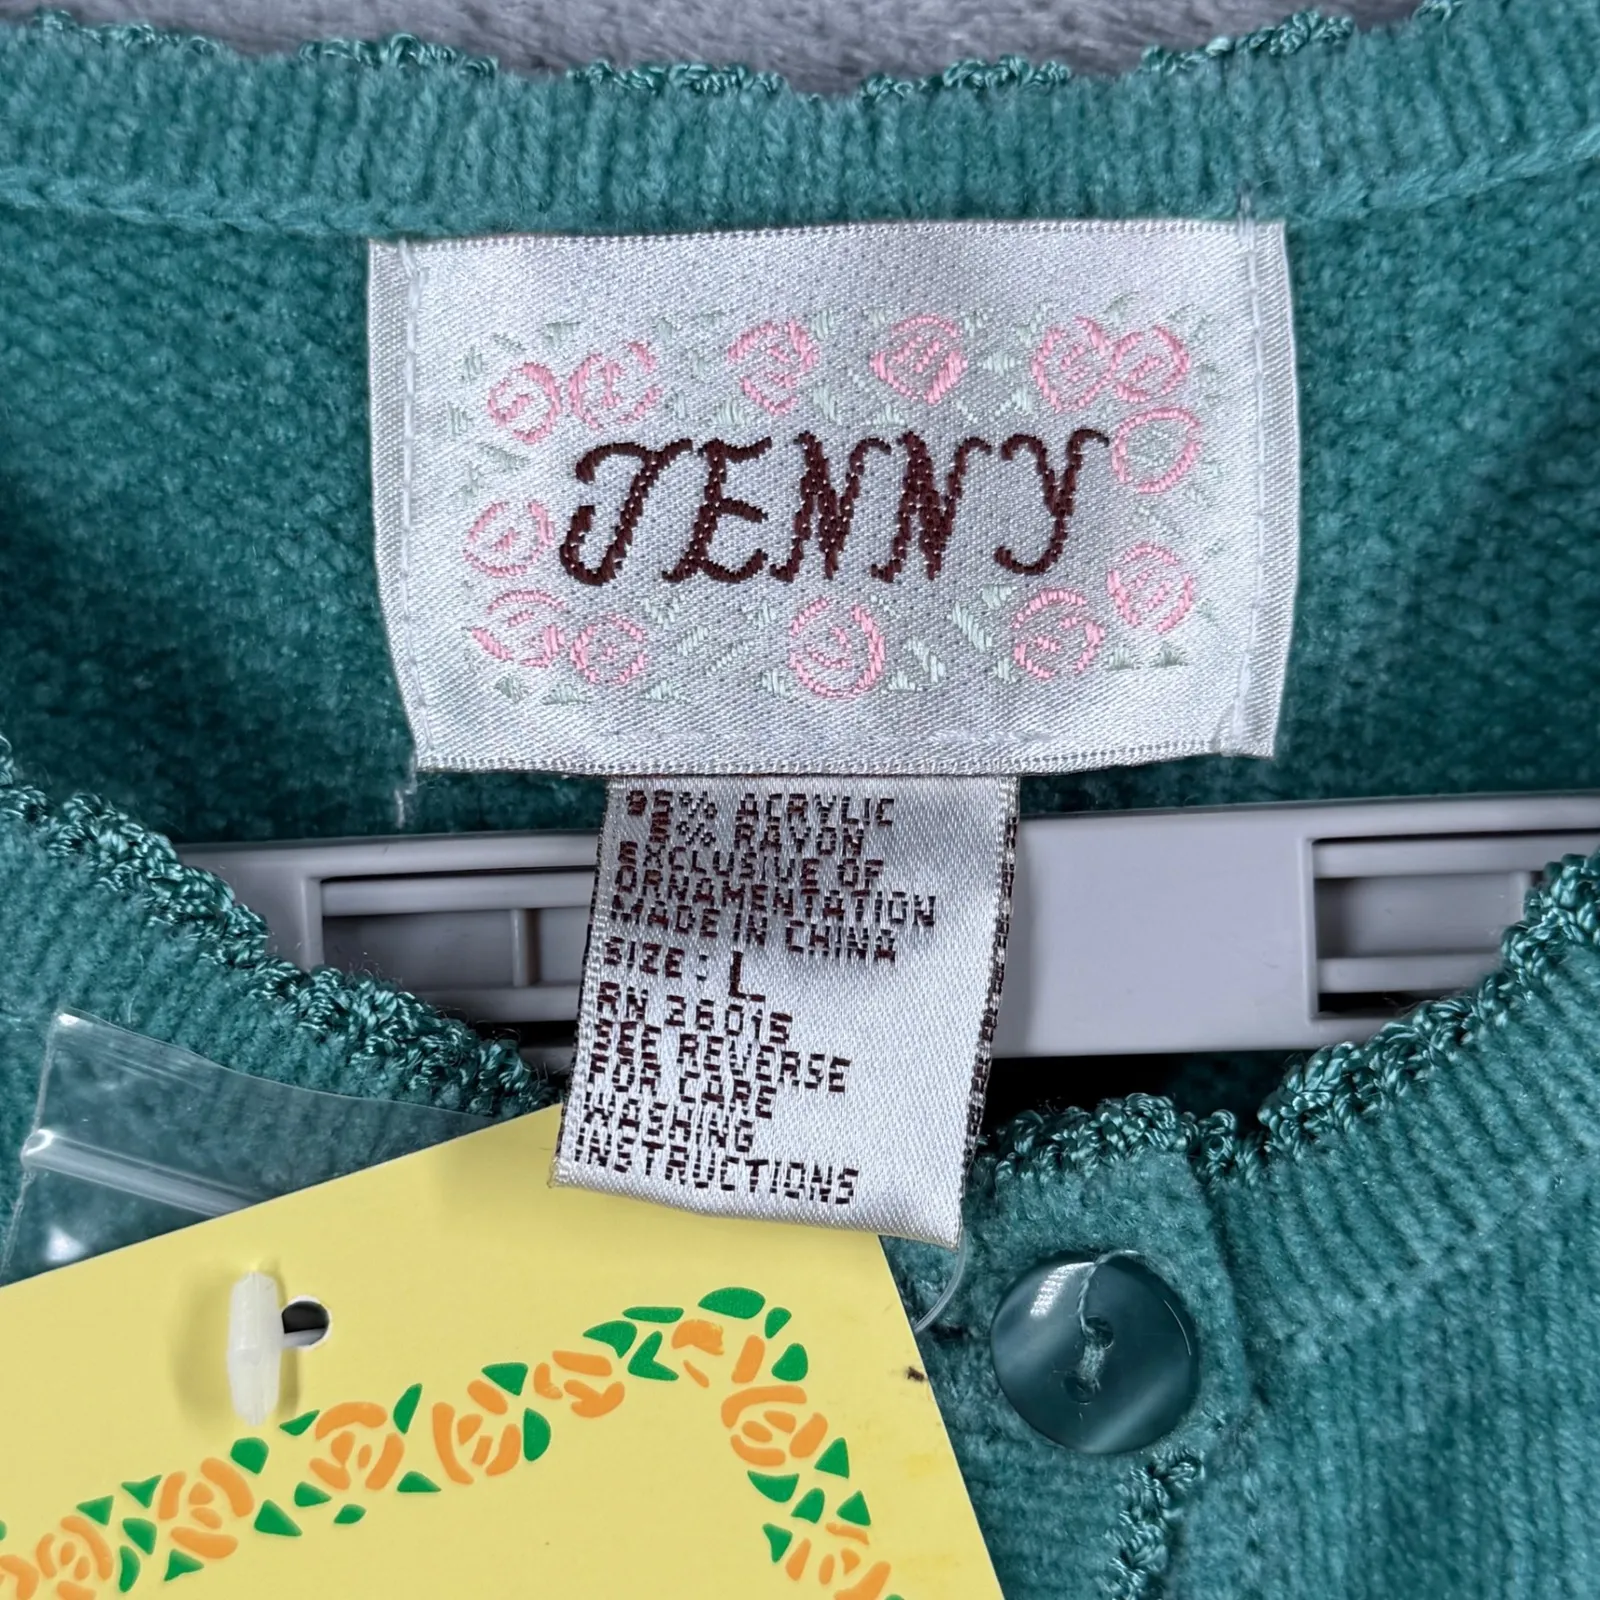 JENNY
95% ACRYLIC
5% RAYON
EXCLUSIVE OF
ORNAMENTATION
MADE IN CHINA
SIZE: L
RN 26015
SEE REVERSE
FOR CARE
WASHING
INSTRUCTIONS